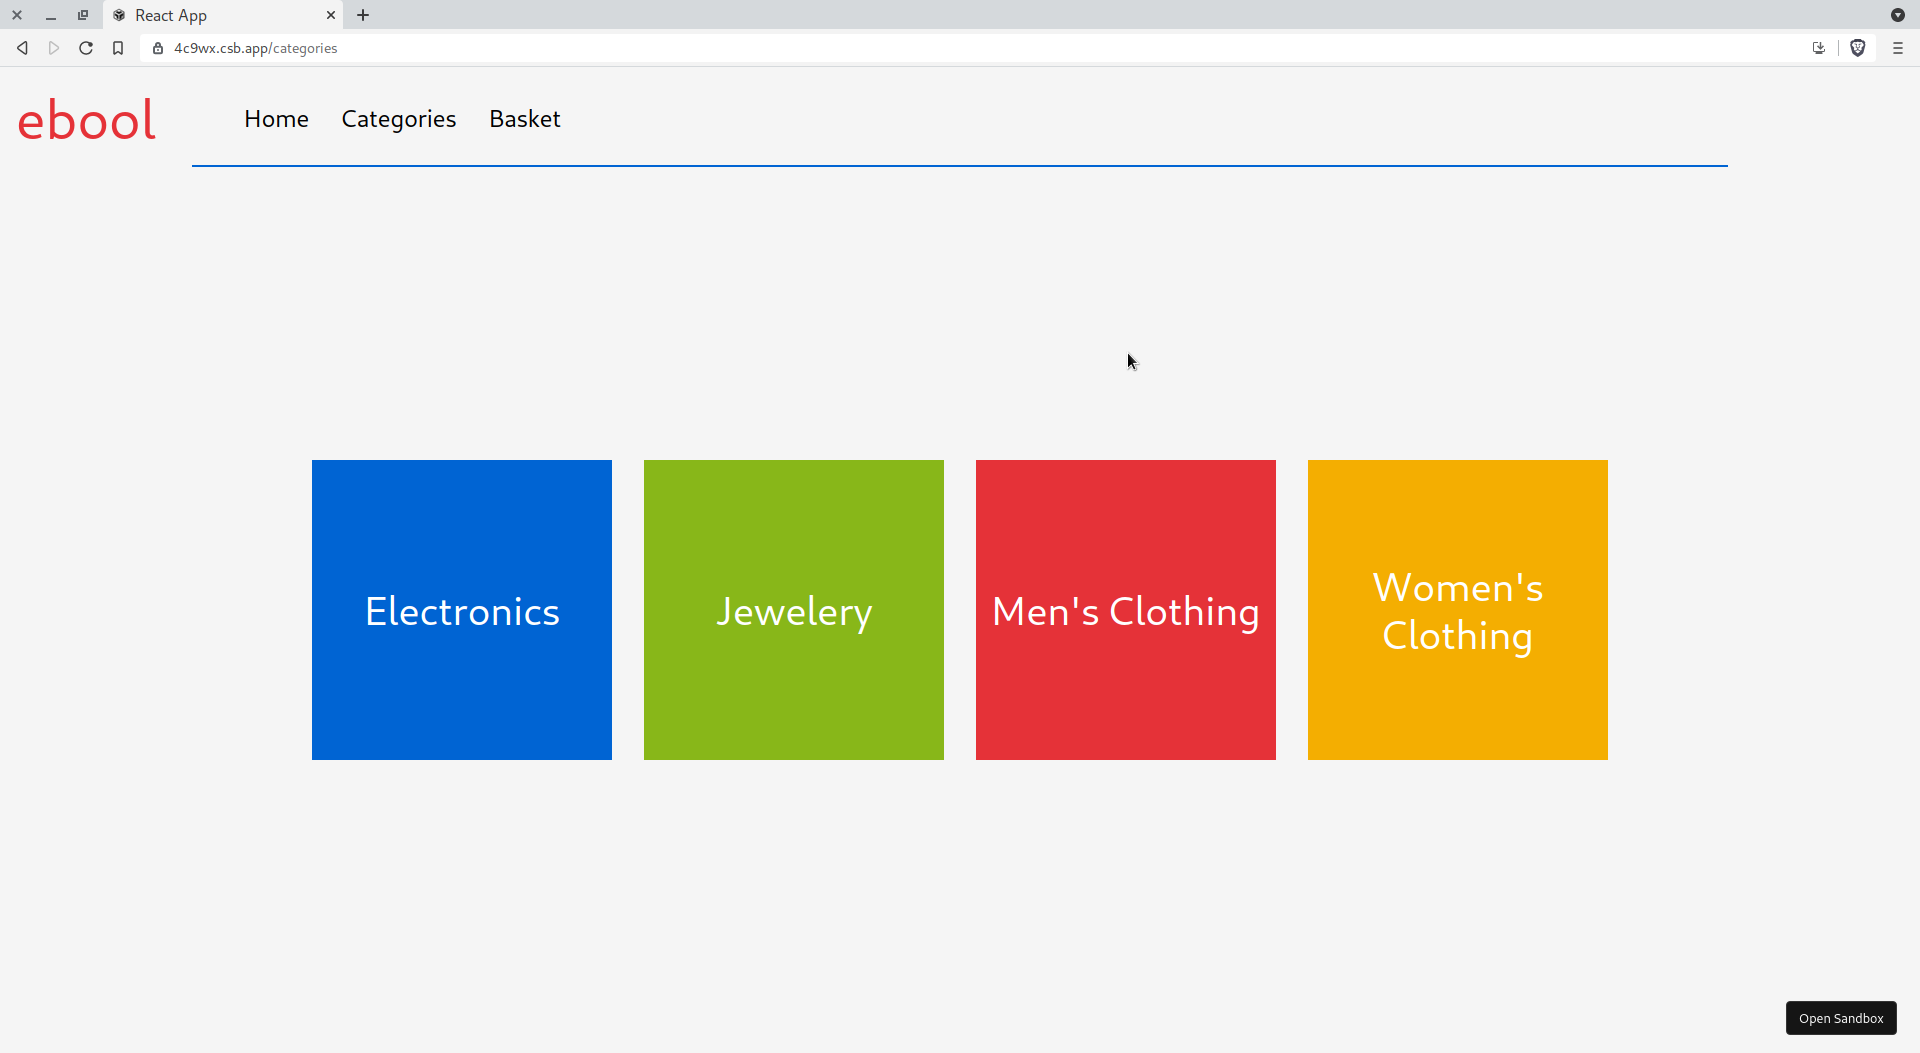 React App
4c9wx.csb.app/categories
ebool
Home Categories Basket
Electronics
Jewelery
Men's Clothing
Women's
Clothing
Open Sandbox